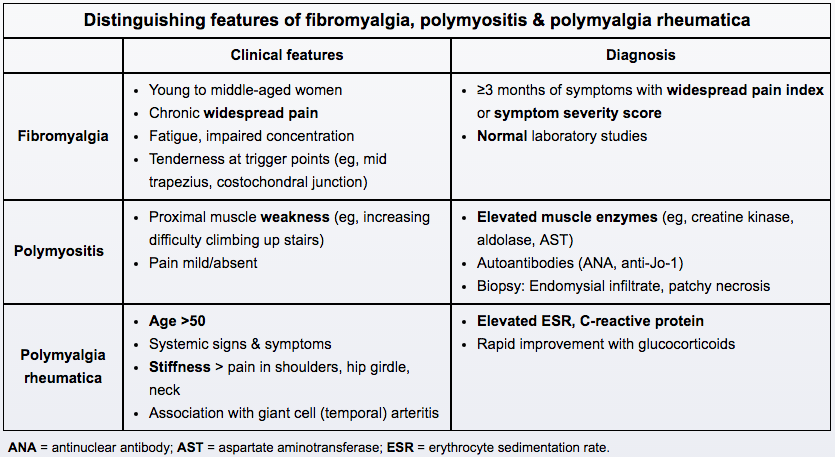 Distinguishing features of fibromyalgia, polymyositis & polymyalgia rheumatica
Clinical features
Diagnosis
Fibromyalgia
• Young to middle-aged women
• Chronic widespread pain
• Fatigue, impaired concentration
• Tenderness at trigger points (eg, mid
trapezius, costochondral junction)
• ≥3 months of symptoms with widespread pain index
or symptom severity score
• Normal laboratory studies
Polymyositis
• Proximal muscle weakness (eg, increasing
difficulty climbing up stairs)
• Pain mild/absent
• Elevated muscle enzymes (eg, creatine kinase,
aldolase, AST)
• Autoantibodies (ANA, anti-Jo-1)
• Biopsy: Endomysial infiltrate, patchy necrosis
Polymyalgia
rheumatica
• Age >50
• Systemic signs & symptoms
• Stiffness > pain in shoulders, hip girdle,
neck
• Association with giant cell (temporal) arteritis
• Elevated ESR, C-reactive protein
• Rapid improvement with glucocorticoids
ANA = antinuclear antibody; AST = aspartate aminotransferase; ESR = erythrocyte sedimentation rate.